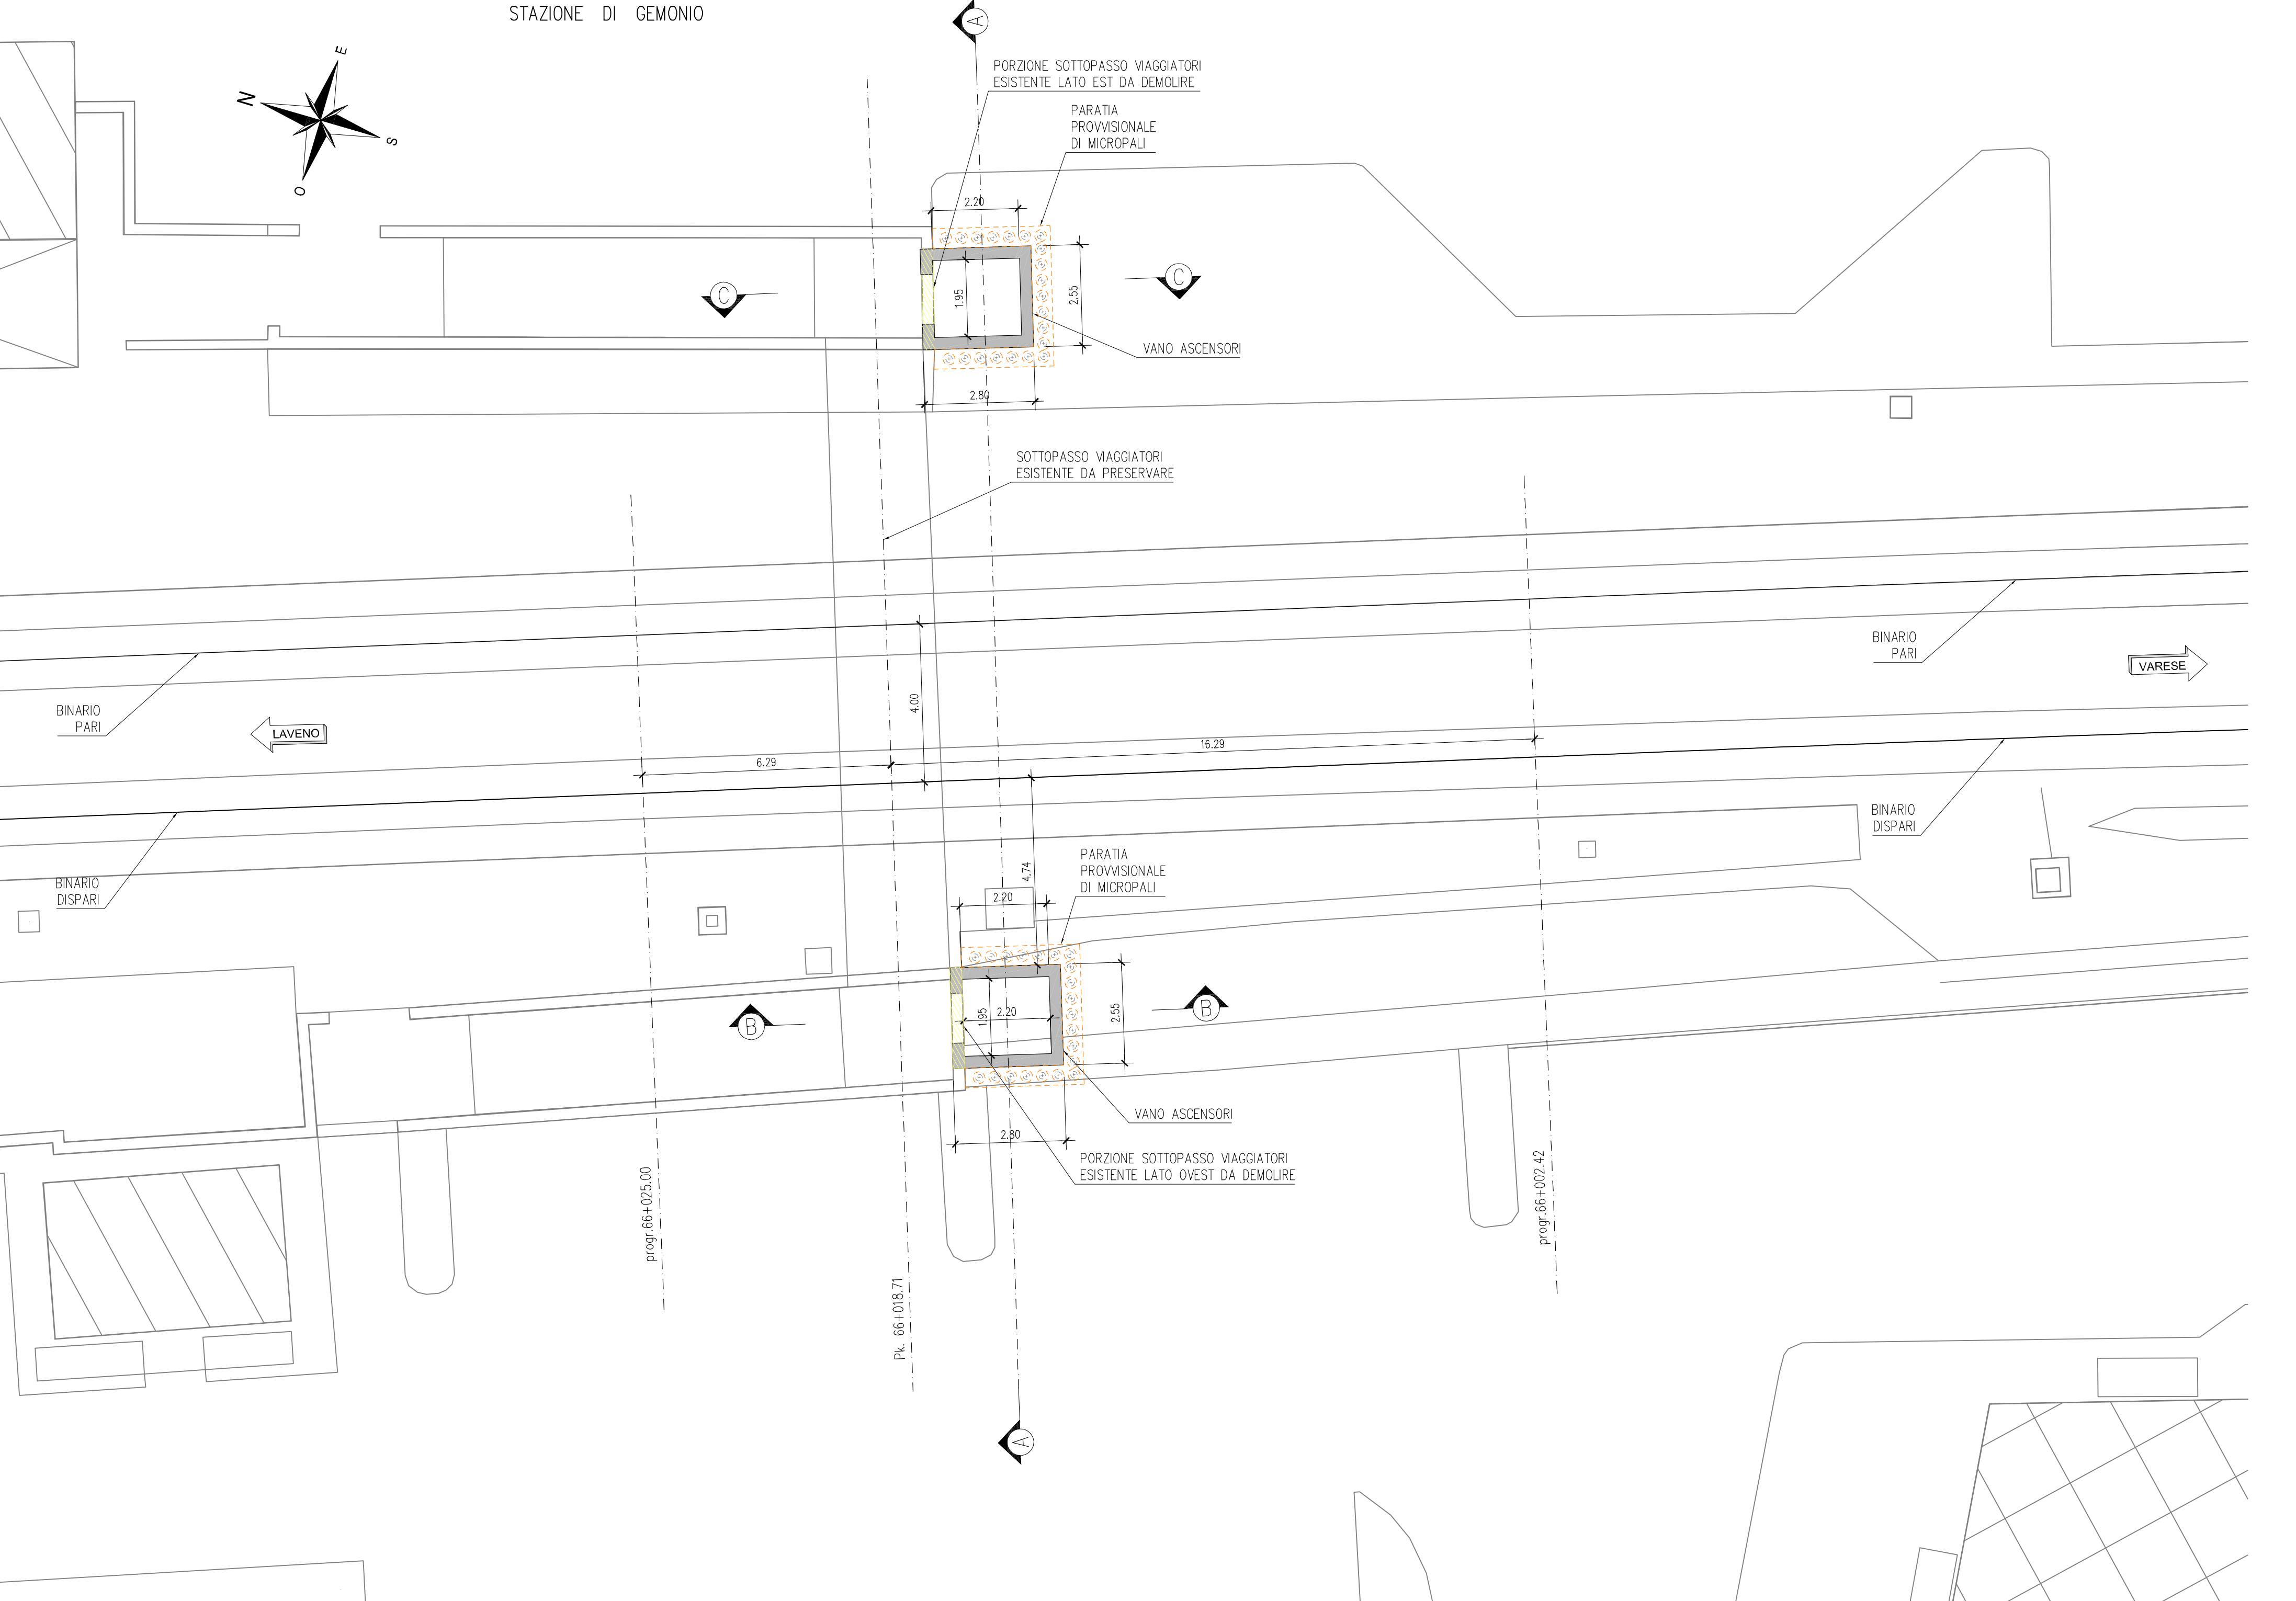 STAZIONE DI GEMONIO
A
N
E
S
O
PORZIONE SOTTOPASSO VIAGGIATORI
ESISTENTE LATO EST DA DEMOLIRE
PARATIA
PROVVISIONALE
DI MICROPALI
2.20
1.95
2.55
C
C
VANO ASCENSORI
2.80
SOTTOPASSO VIAGGIATORI
ESISTENTE DA PRESERVARE
BINARIO
PARI
VARESE
BINARIO
PARI
LAVENO
4.00
6.29
16.29
BINARIO
DISPARI
BINARIO
DISPARI
4.74
PARATIA
PROVVISIONALE
DI MICROPALI
2.20
1.95
2.20
2.55
B
B
VANO ASCENSORI
2.80
PORZIONE SOTTOPASSO VIAGGIATORI
ESISTENTE LATO OVEST DA DEMOLIRE
progr.66+025.00
Pk. 66+018.71
progr.66+002.42
A